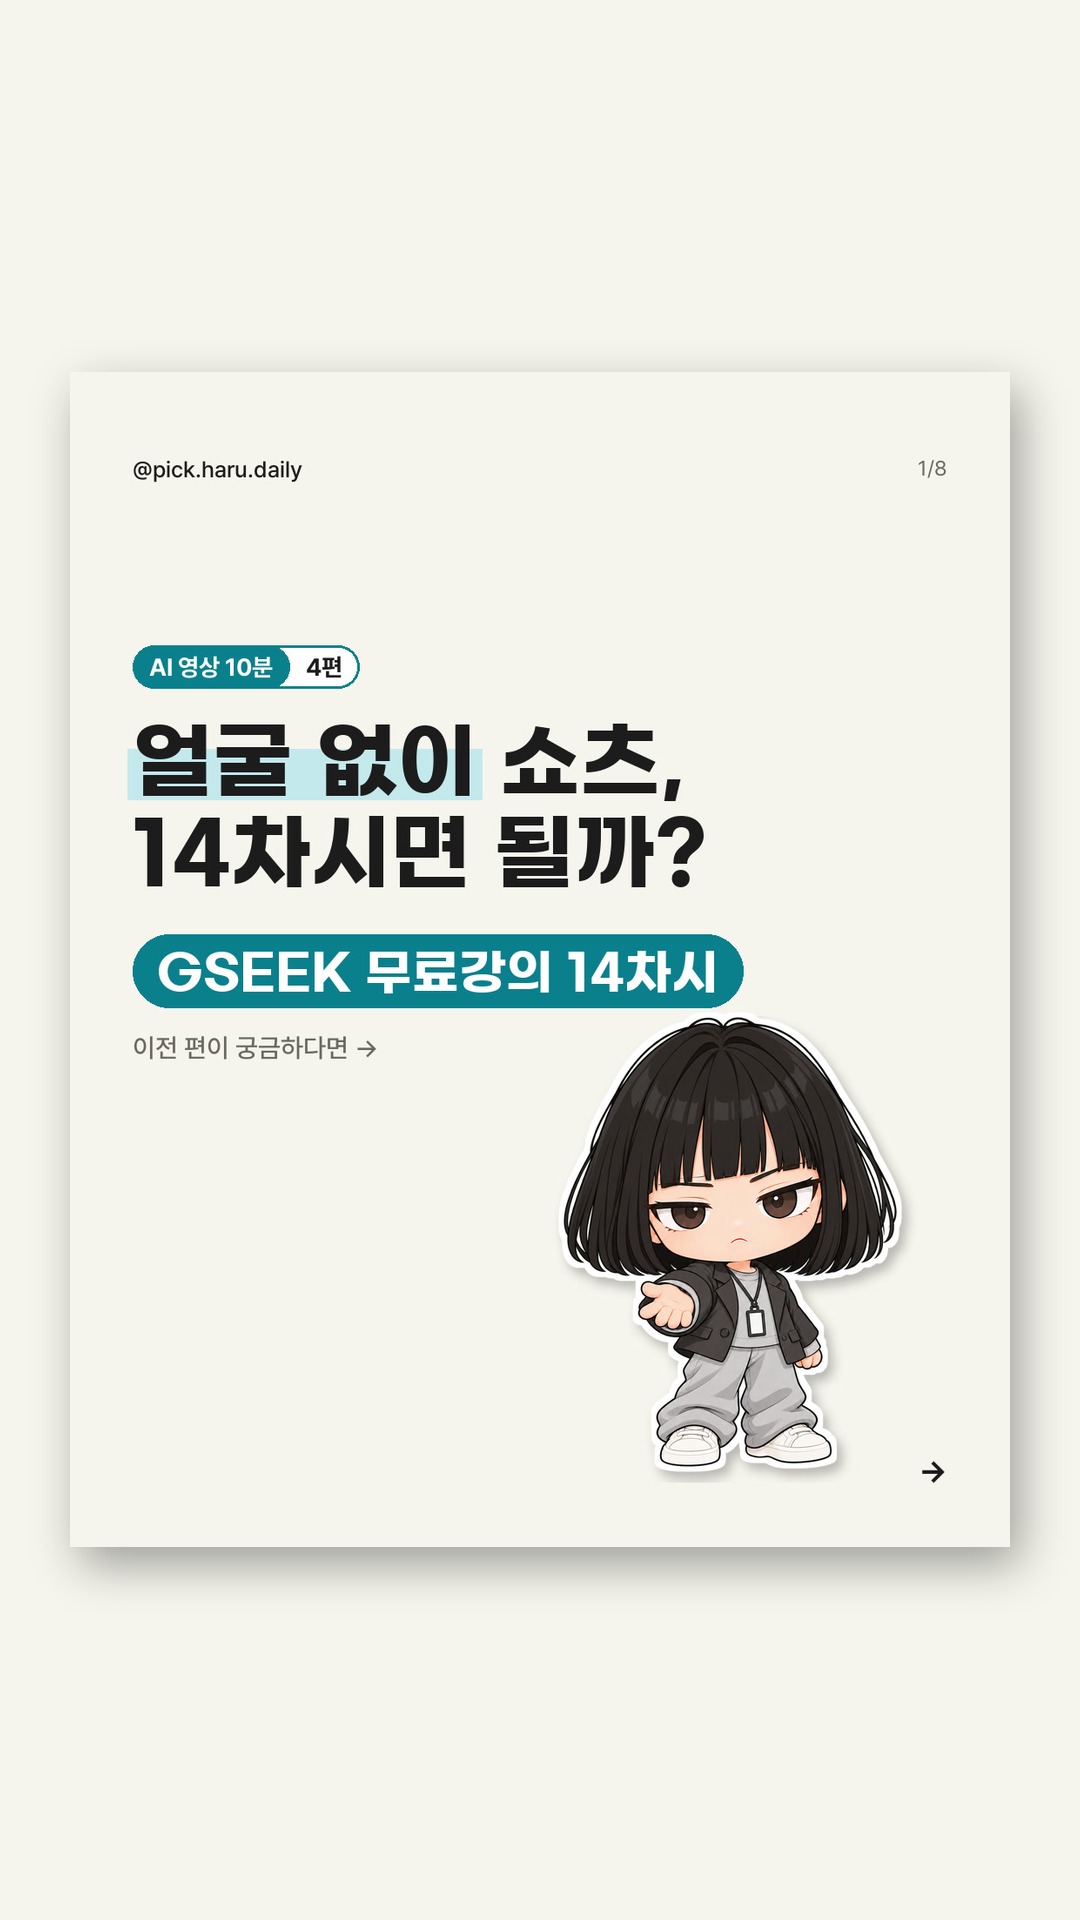 @pick.haru.daily
1/8
AI 영상 10분 4편
얼굴 없이 쇼츠,
14차시면 될까?
GSEEK 무료강의 14차시
이전 편이 궁금하다면 →
→